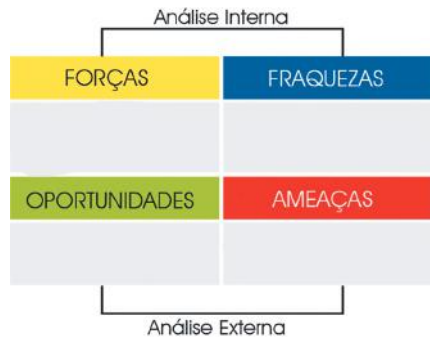 Análise Interna
FORÇAS
FRAQUEZAS
OPORTUNIDADES
AMEAÇAS
Análise Externa